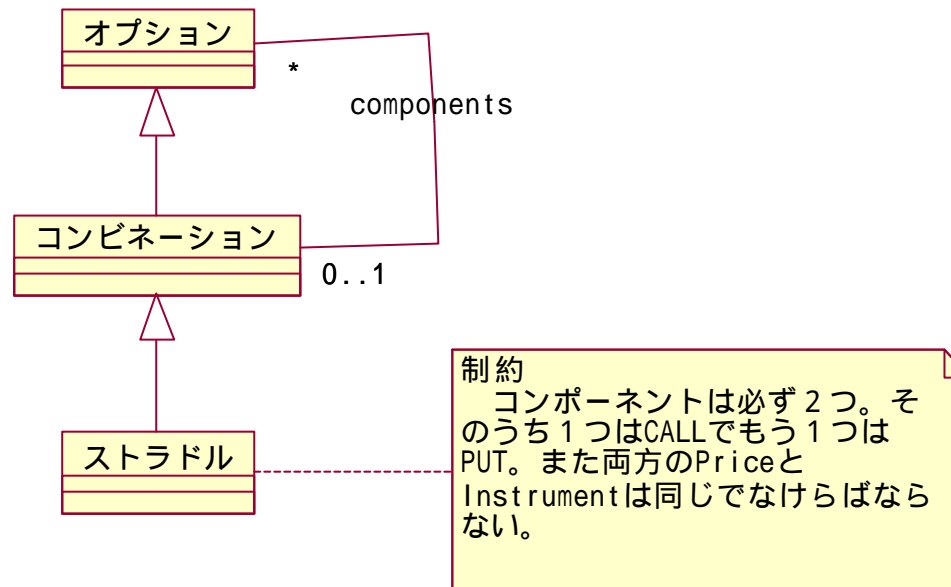 オプション
*
components
コンビネーション
0..1
ストラドル
制約
　コンポーネントは必ず２つ。そ
のうち１つはCALLでもう１つは
PUT。また両方のPriceと
Instrumentは同じでなけらばなら
ない。